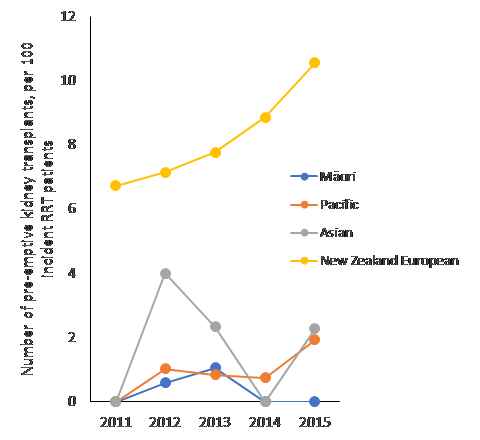 Number of pre-emptive kidney transplants, per 100
incident RRT patients
12
10
8
6
4
2
0
2011 2012 2013 2014 2015
Māuri
Pacific
Asian
New Zealand European